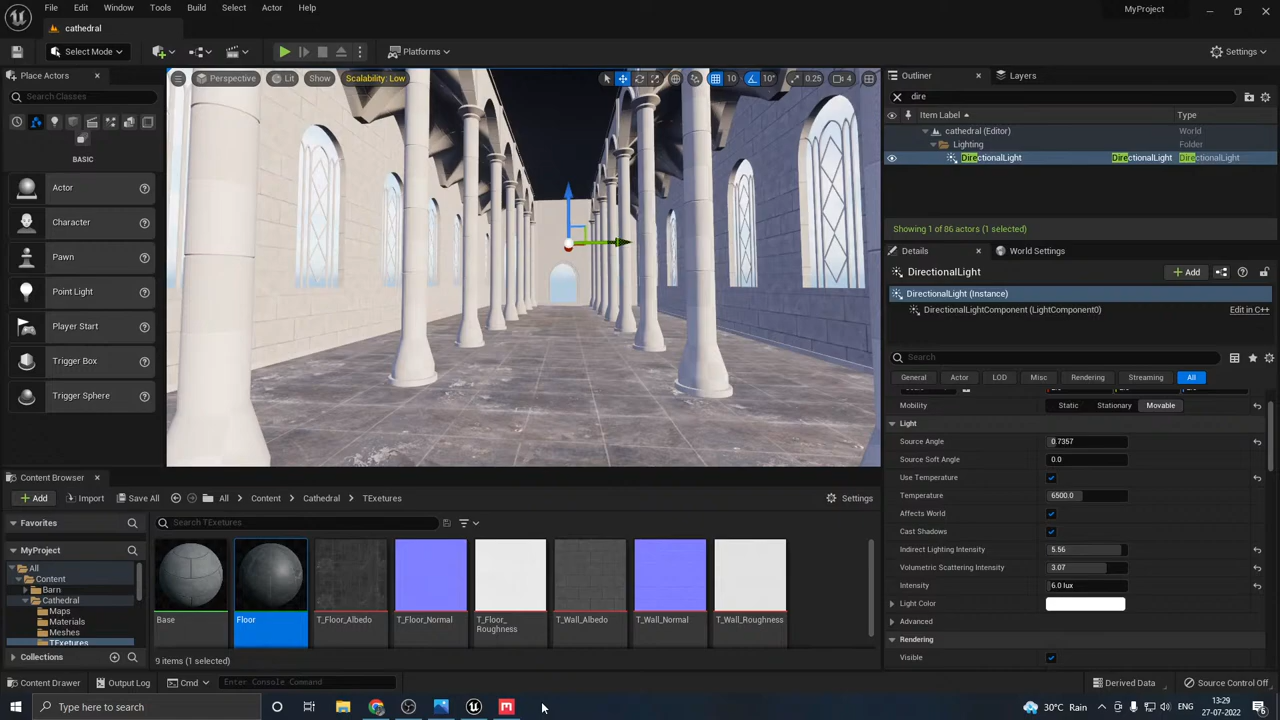 File Edit Window Tools Build Select Actor Help
MyProject
cathedral
Select Mode
Platforms
Settings
Place Actors
Search Classes
BASIC
Actor
Character
Pawn
Point Light
Player Start
Trigger Box
Trigger Sphere
Perspective Lit Show Scalability: Low
10 10° 0.25 4
Outliner Layers
dire
Item Label Type
cathedral (Editor) World
Lighting Folder
DirectionalLight DirectionalLight DirectionalLight
Showing 1 of 86 actors (1 selected)
Details World Settings
DirectionalLight
Add
DirectionalLight (Instance)
DirectionalLightComponent (LightComponent0) Edit in C++
Search
General Actor LOD Misc Rendering Streaming All
Mobility Static Stationary Movable
Light
Source Angle 0.7357
Source Soft Angle 0.0
Use Temperature
Temperature 6500.0
Affects World
Cast Shadows
Indirect Lighting Intensity 5.56
Volumetric Scattering Intensity 3.07
Intensity 6.0 lux
Light Color
Advanced
Rendering
Visible
Content Browser
Add Import Save All All Content Cathedral TExetures Settings
Favorites
Search TExetures
MyProject
All
Content
Barn
Cathedral
Maps
Materials
Meshes
TExetures
Collections
Base
Floor
T_Floor_Albedo
T_Floor_Normal
T_Floor_
Roughness
T_Wall_Albedo
T_Wall_Normal
T_Wall_Roughness
9 items (1 selected)
Content Drawer Output Log Cmd Enter Console Command Derived Data Source Control Off
Type here to search
30°C Rain
ENG
13:29
27-07-2022